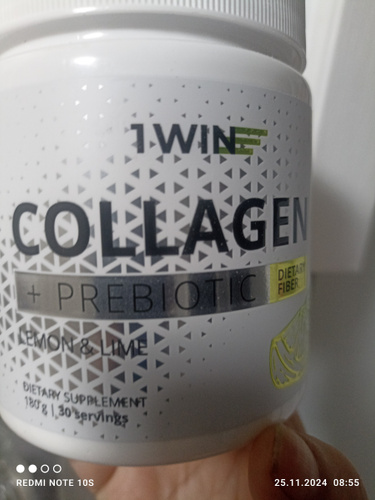 1WIN
COLLAGEN
+ PREBIOTIC
DIETARY
FIBER
LEMON & LIME
DIETARY SUPPLEMENT
180 g | 30 servings
REDMI NOTE 10S
25.11.2024 08:55